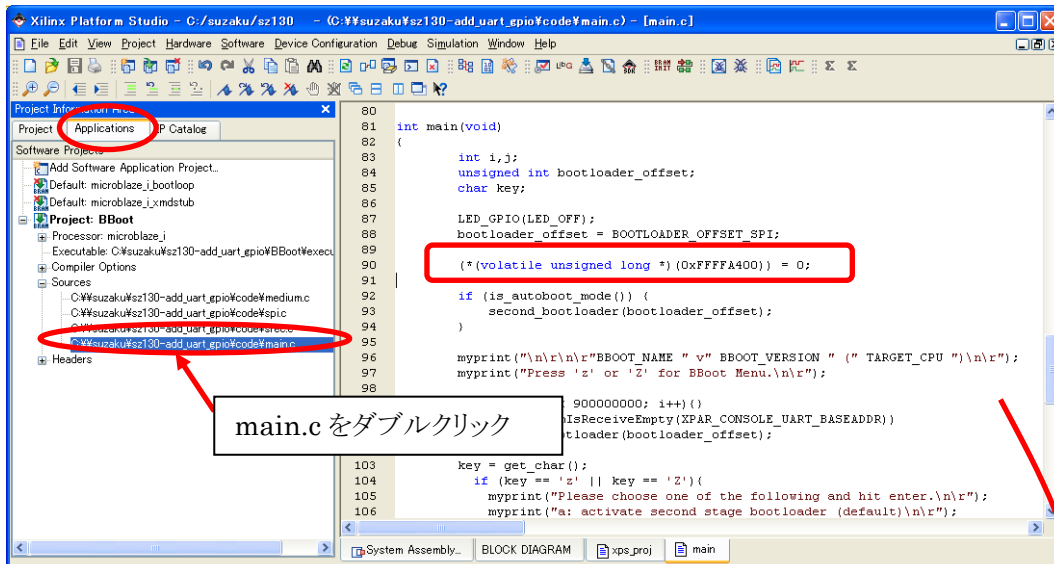 Xilinx Platform Studio - C:/suzaku/sz130 - (C:¥¥suzaku¥sz130-add_uart_gpio¥code¥main.c) - [main.c]
File Edit View Project Hardware Software Device Configuration Debug Simulation Window Help
Project Information Area
Project Applications IP Catalog
Software Projects
Add Software Application Project...
Default: microblaze_i_bootloop
Default: microblaze_i_xmdstub
Project: BBoot
Processor: microblaze_i
Executable: C:¥suzaku¥sz130-add_uart_gpio¥BBoot¥execu
Compiler Options
Sources
C:¥¥suzaku¥sz130-add_uart_gpio¥code¥medium.c
C:¥¥suzaku¥sz130-add_uart_gpio¥code¥spi.c
C:¥¥suzaku¥sz130-add_uart_gpio¥code¥srec.c
C:¥¥suzaku¥sz130-add_uart_gpio¥code¥main.c
Headers
main.c をダブルクリック
80
81 int main(void)
82 {
83 int i,j;
84 unsigned int bootloader_offset;
85 char key;
86
87 LED_GPIO(LED_OFF);
88 bootloader_offset = BOOTLOADER_OFFSET_SPI;
89
90 (*(volatile unsigned long *)(0xFFFFA400)) = 0;
91
92 if (is_autoboot_mode()) {
93 second_bootloader(bootloader_offset);
94 }
95
96 myprint("\n\r\n\r"BBOOT_NAME " v" BBOOT_VERSION " (" TARGET_CPU ")\n\r");
97 myprint("Press 'z' or 'Z' for BBoot Menu.\n\r");
98
900000000; i++){}
IsReceiveEmpty(XPAR_CONSOLE_UART_BASEADDR))
tloader(bootloader_offset);
103 key = get_char();
104 if (key == 'z' || key == 'Z'){
105 myprint("Please choose one of the following and hit enter.\n\r");
106 myprint("a: activate second stage bootloader (default)\n\r");
System Assembly... BLOCK DIAGRAM xps_proj main